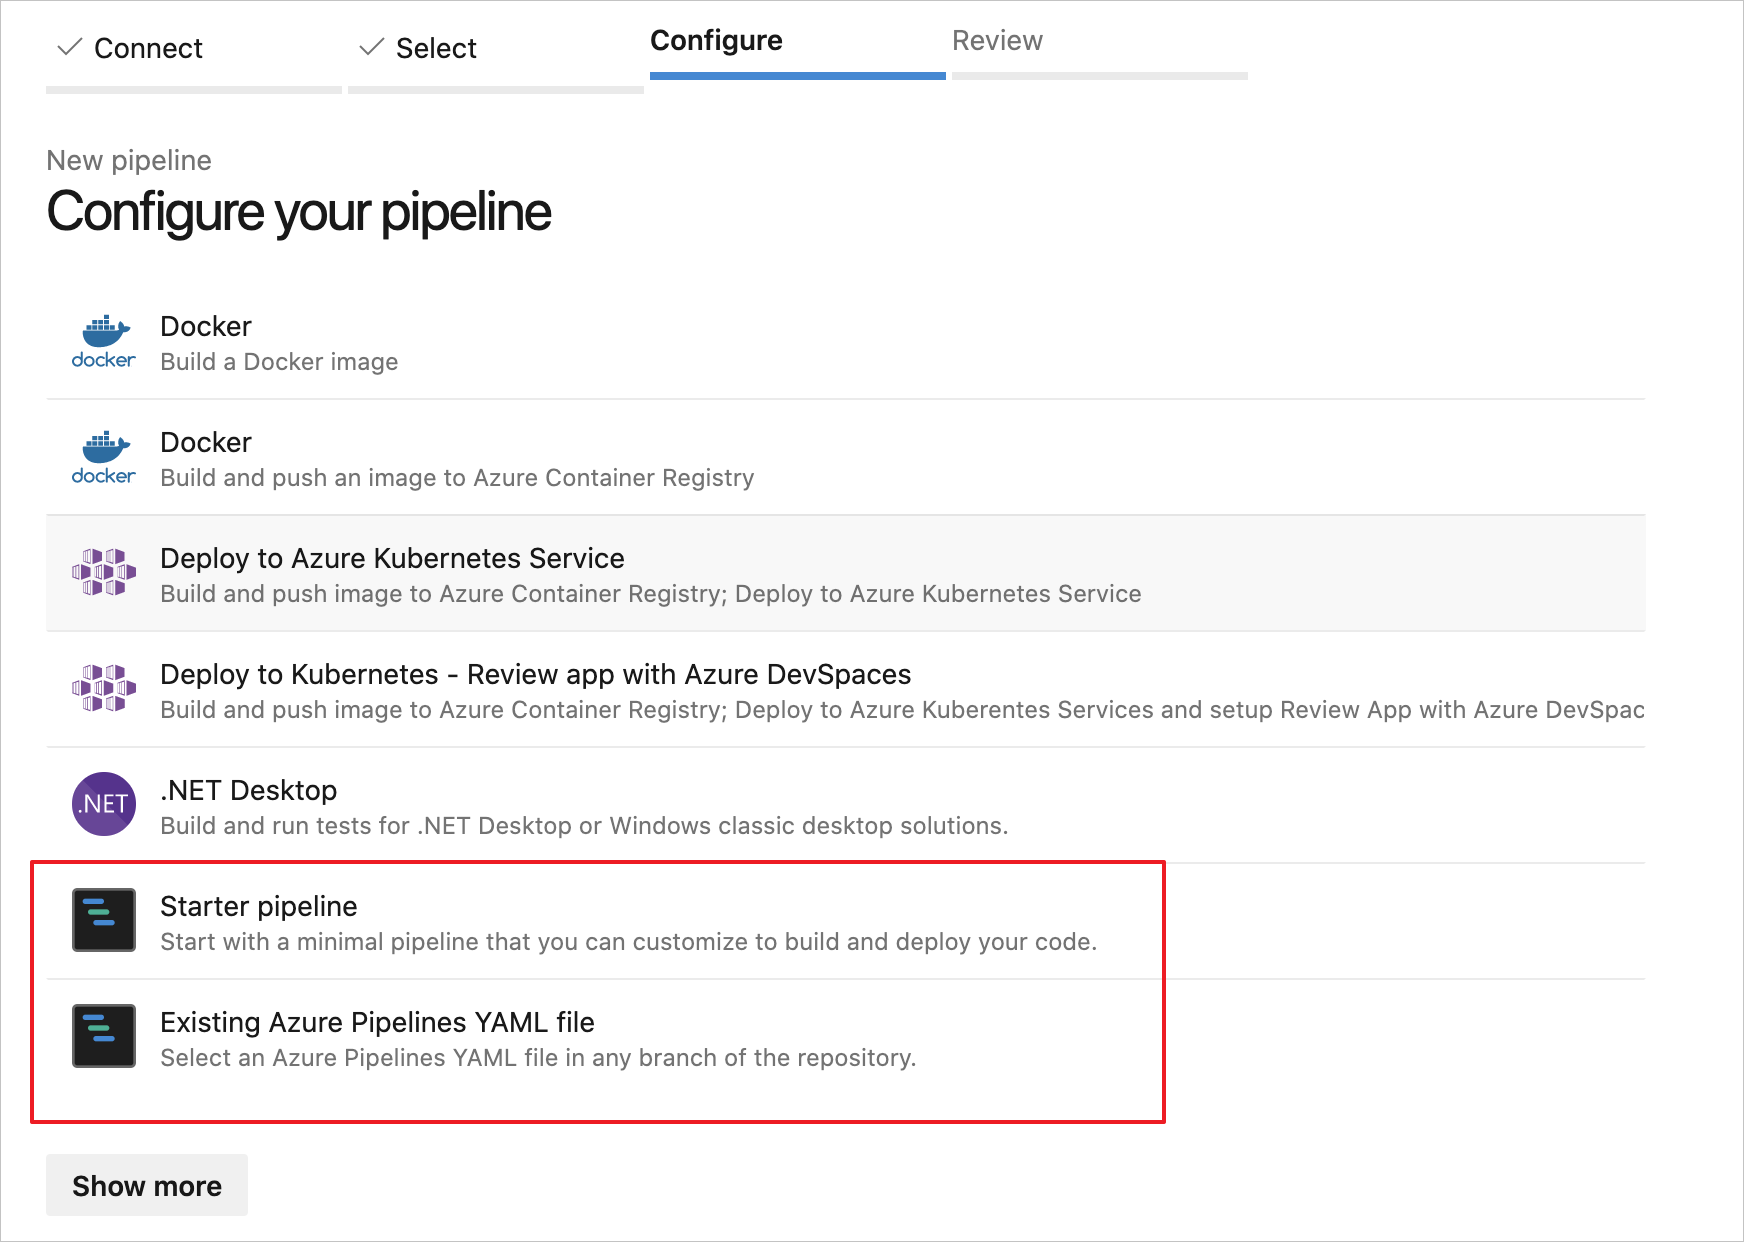 Connect
Select
Configure
Review
New pipeline
Configure your pipeline
docker
Docker
Build a Docker image
docker
Docker
Build and push an image to Azure Container Registry
Deploy to Azure Kubernetes Service
Build and push image to Azure Container Registry; Deploy to Azure Kubernetes Service
Deploy to Kubernetes - Review app with Azure DevSpaces
Build and push image to Azure Container Registry; Deploy to Azure Kuberentes Services and setup Review App with Azure DevSpac
.NET
.NET Desktop
Build and run tests for .NET Desktop or Windows classic desktop solutions.
Starter pipeline
Start with a minimal pipeline that you can customize to build and deploy your code.
Existing Azure Pipelines YAML file
Select an Azure Pipelines YAML file in any branch of the repository.
Show more